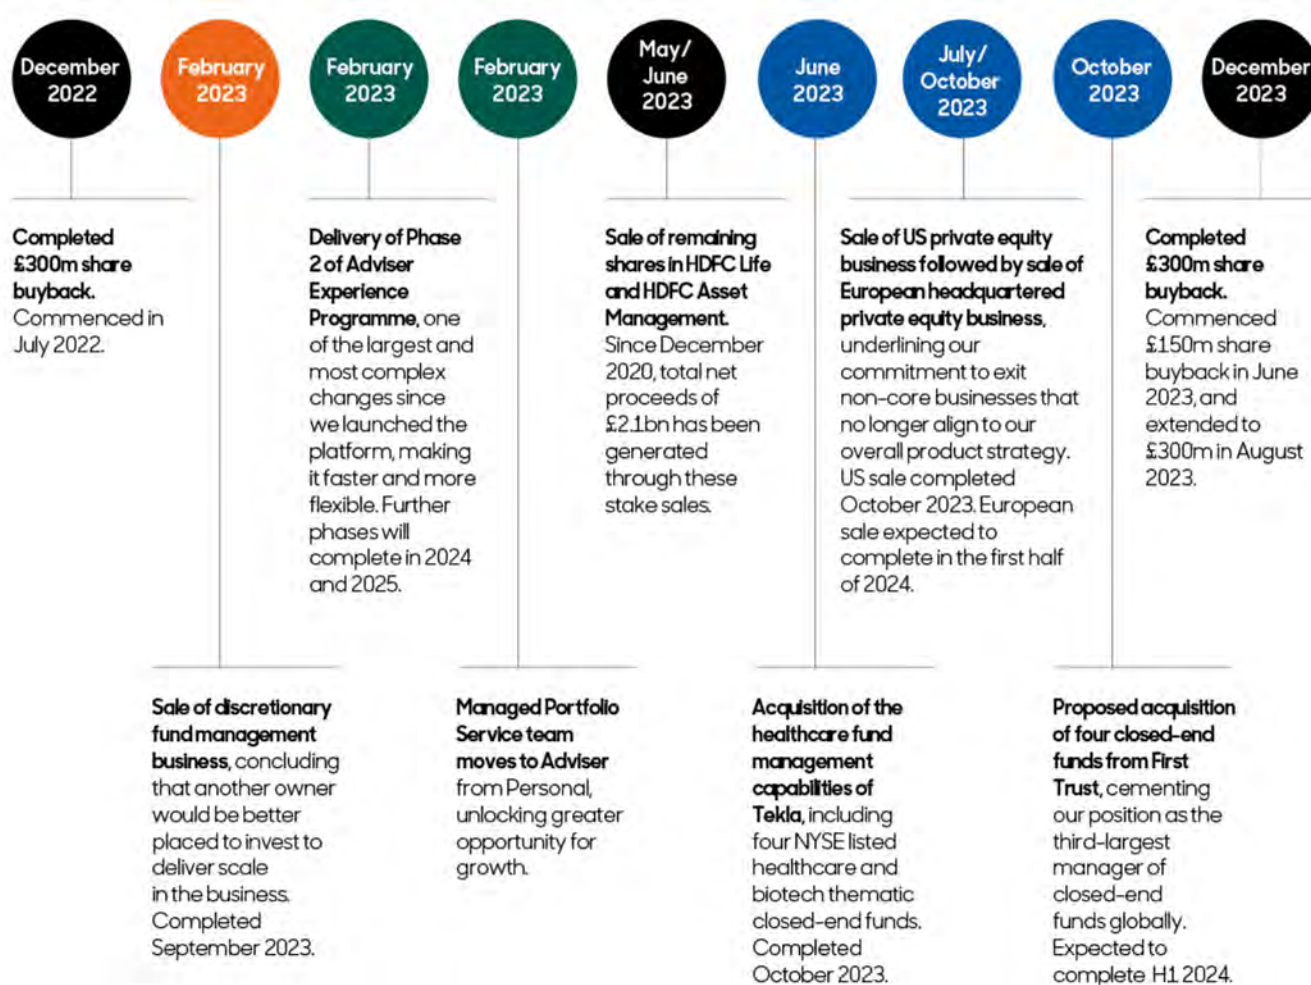 December
2022
Completed
£300m share
buyback.
Commenced in
July 2022.
February
2023
Sale of discretionary
fund management
business, concluding
that another owner
would be better
placed to invest to
deliver scale
in the business.
Completed
September 2023.
February
2023
Delivery of Phase
2 of Adviser
Experience
Programme, one
of the largest and
most complex
changes since
we launched the
platform, making
it faster and more
flexible. Further
phases will
complete in 2024
and 2025.
February
2023
Managed Portfolio
Service team
moves to Adviser
from Personal,
unlocking greater
opportunity for
growth.
May/
June
2023
Sale of remaining
shares in HDFC Life
and HDFC Asset
Management.
Since December
2020, total net
proceeds of
£2.1bn has been
generated
through these
stake sales.
June
2023
Acquisition of the
healthcare fund
management
capabilities of
Tekla, including
four NYSE listed
healthcare and
biotech thematic
closed-end funds.
Completed
October 2023.
July/
October
2023
Sale of US private equity
business followed by sale of
European headquartered
private equity business,
underlining our
commitment to exit
non-core businesses that
no longer align to our
overall product strategy.
US sale completed
October 2023. European
sale expected to
complete in the first half
of 2024.
October
2023
Proposed acquisition
of four closed-end
funds from First
Trust, cementing
our position as the
third-largest
manager of
closed-end
funds globally.
Expected to
complete H1 2024.
December
2023
Completed
£300m share
buyback.
Commenced
£150m share
buyback in June
2023, and
extended to
£300m in August
2023.